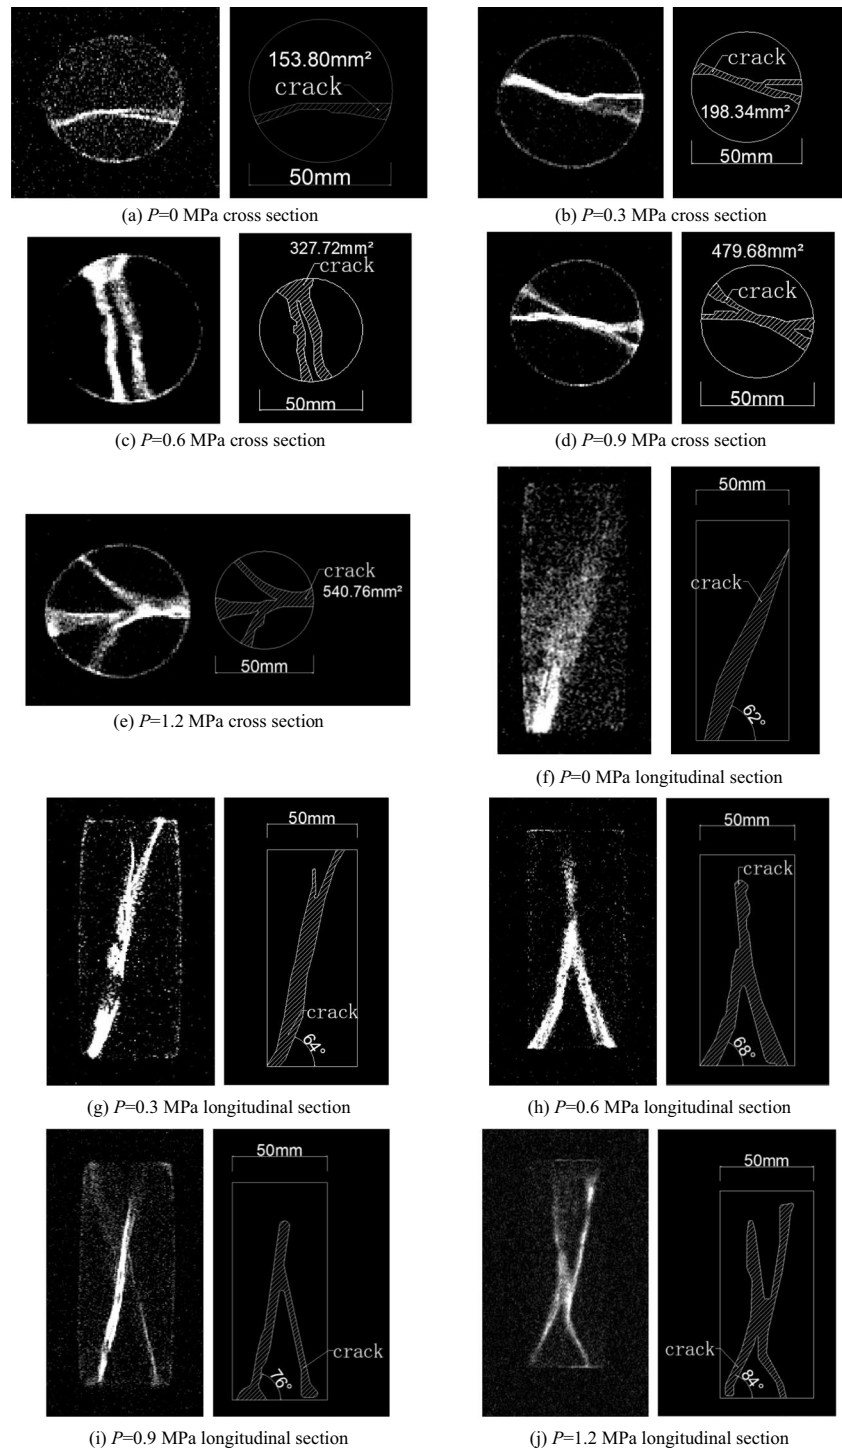 153.80mm²
crack
50mm
(a) P=0 MPa cross section
crack
198.34mm²
50mm
(b) P=0.3 MPa cross section
327.72mm²
crack
50mm
(c) P=0.6 MPa cross section
479.68mm²
crack
50mm
(d) P=0.9 MPa cross section
crack
540.76mm²
50mm
(e) P=1.2 MPa cross section
50mm
crack
62°
(f) P=0 MPa longitudinal section
50mm
crack
64°
(g) P=0.3 MPa longitudinal section
50mm
crack
68°
(h) P=0.6 MPa longitudinal section
50mm
crack
76°
(i) P=0.9 MPa longitudinal section
50mm
crack
84°
(j) P=1.2 MPa longitudinal section